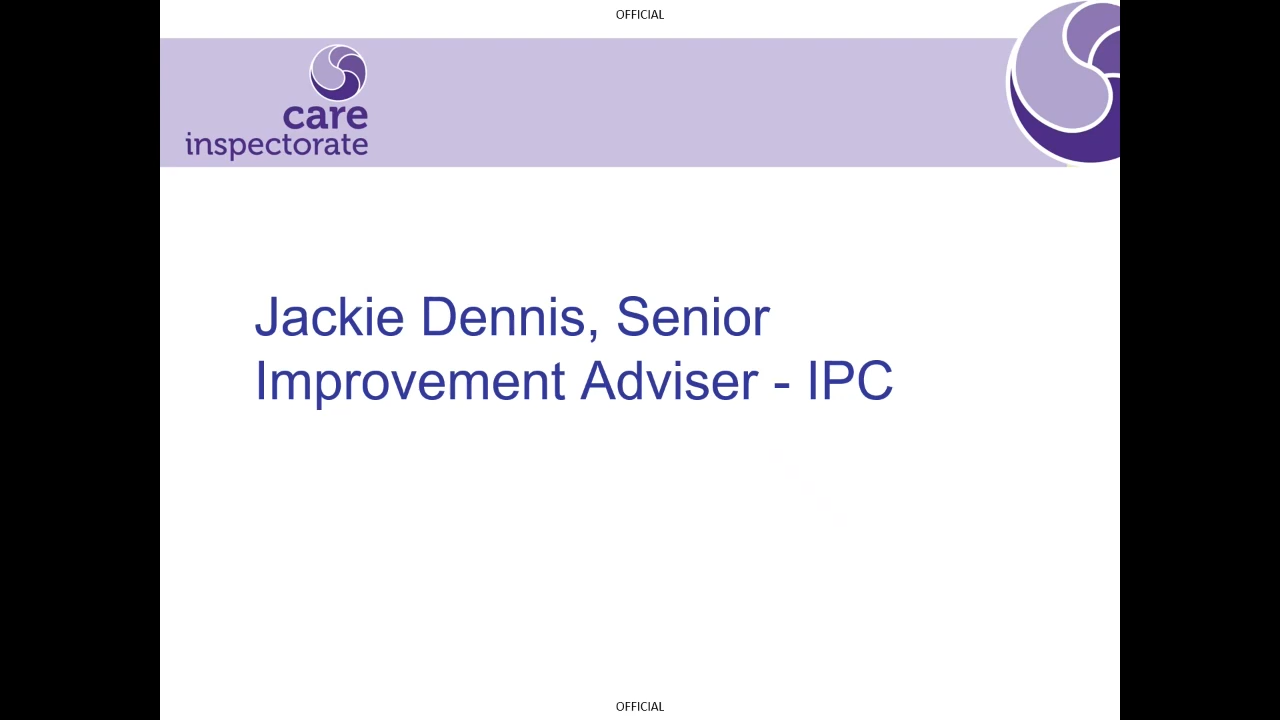 OFFICIAL
care
inspectorate
Jackie Dennis, Senior
Improvement Adviser - IPC
OFFICIAL